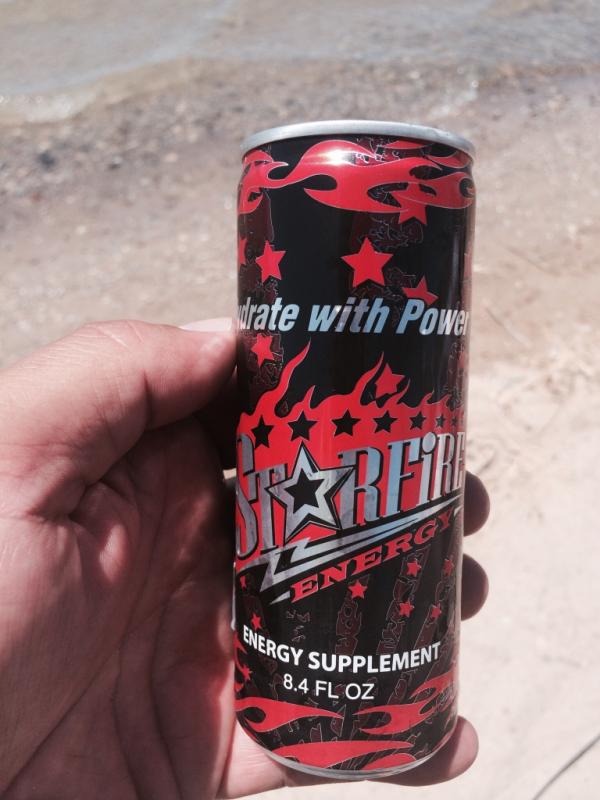 ydrate with Power
STARFiRE
ENERGY
ENERGY SUPPLEMENT
8.4 FL OZ